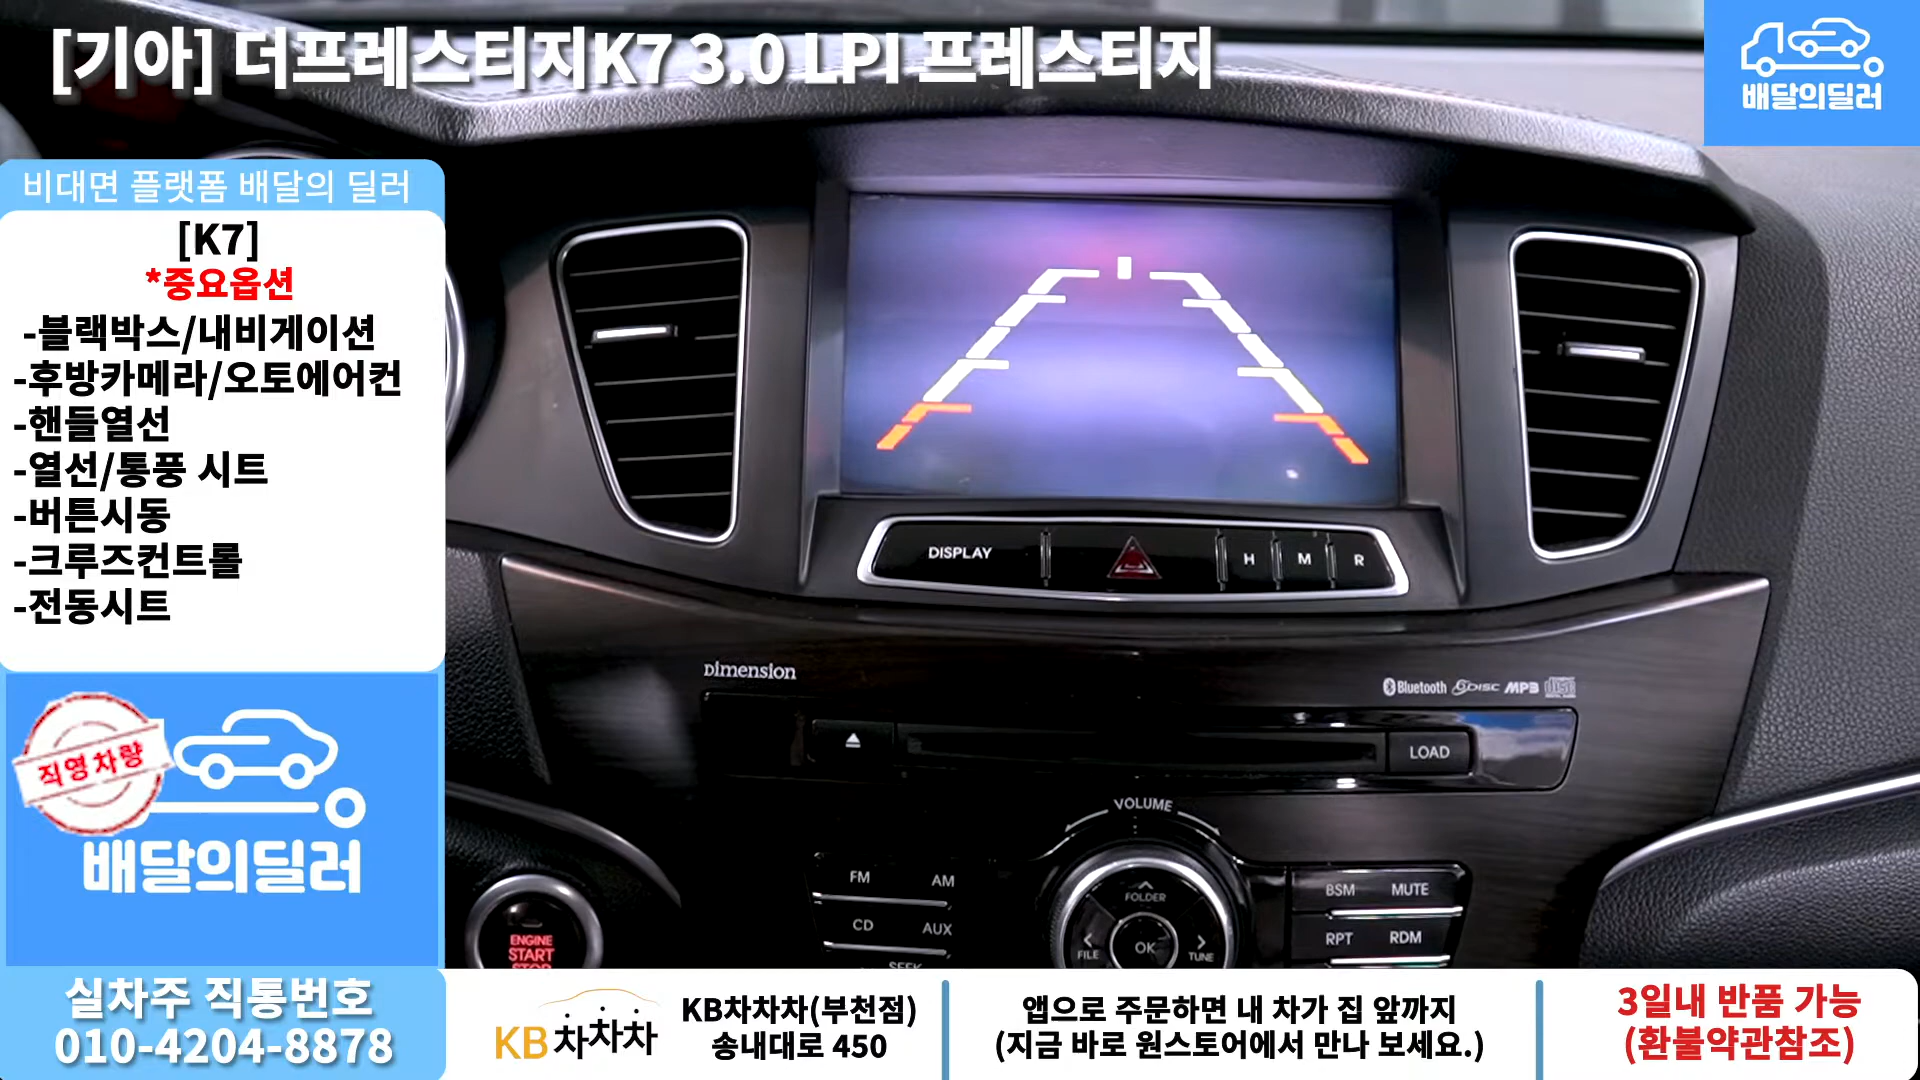 [기아] 더프레스티지K7 3.0 LPI 프레스티지
배달의딜러
비대면 플랫폼 배달의 딜러
[K7]
*중요옵션
-블랙박스/내비게이션
-후방카메라/오토에어컨
-핸들열선
-열선/통풍 시트
-버튼시동
-크루즈컨트롤
-전동시트
직영차량
배달의딜러
실차주 직통번호
010-4204-8878
DISPLAY
H M R
Dimension
Bluetooth 6DISC MP3
LOAD
VOLUME
FM AM
CD AUX
SEEK
FOLDER
FILE OK TUNE
BSM MUTE
RPT RDM
ENGINE
START
STOP
KB차차차
KB차차차(부천점)
송내대로 450
앱으로 주문하면 내 차가 집 앞까지
(지금 바로 원스토어에서 만나 보세요.)
3일내 반품 가능
(환불약관참조)